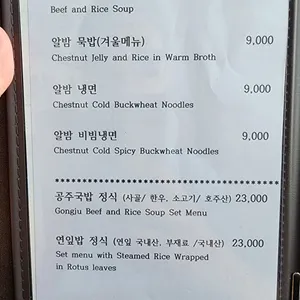 Beef and Rice Soup
알밤 묵밥(겨울메뉴) 9,000
Chestnut Jelly and Rice in Warm Broth
알밤 냉면 9,000
Chestnut Cold Buckwheat Noodles
알밤 비빔냉면 9,000
Chestnut Cold Spicy Buckwheat Noodles
공주국밥 정식 (사골/ 한우, 소고기/ 호주산) 23,000
Gongju Beef and Rice Soup Set Menu
연잎밥 정식 (연잎 국내산, 부재료 /국내산) 23,000
Set menu with Steamed Rice Wrapped
in Rotus leaves